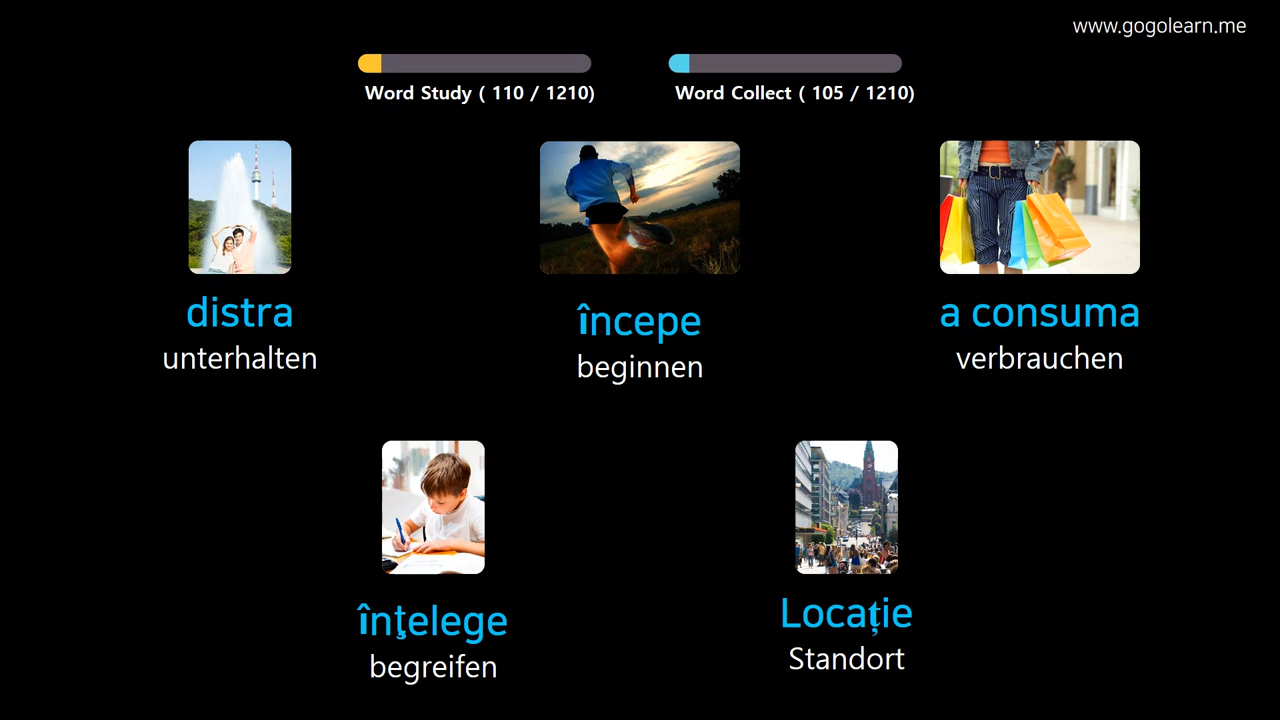 www.gogolearn.me
Word Study ( 110 / 1210)
Word Collect ( 105 / 1210)
distra
unterhalten
începe
beginnen
a consuma
verbrauchen
înţelege
begreifen
Locație
Standort